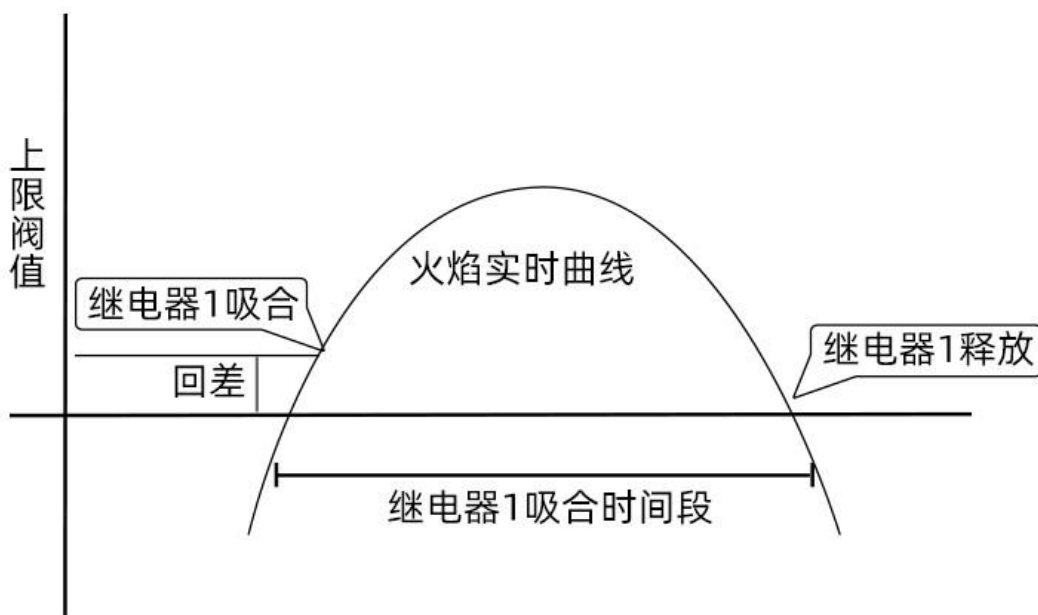 上限阀值
火焰实时曲线
继电器1吸合
继电器1释放
回差
继电器1吸合时间段